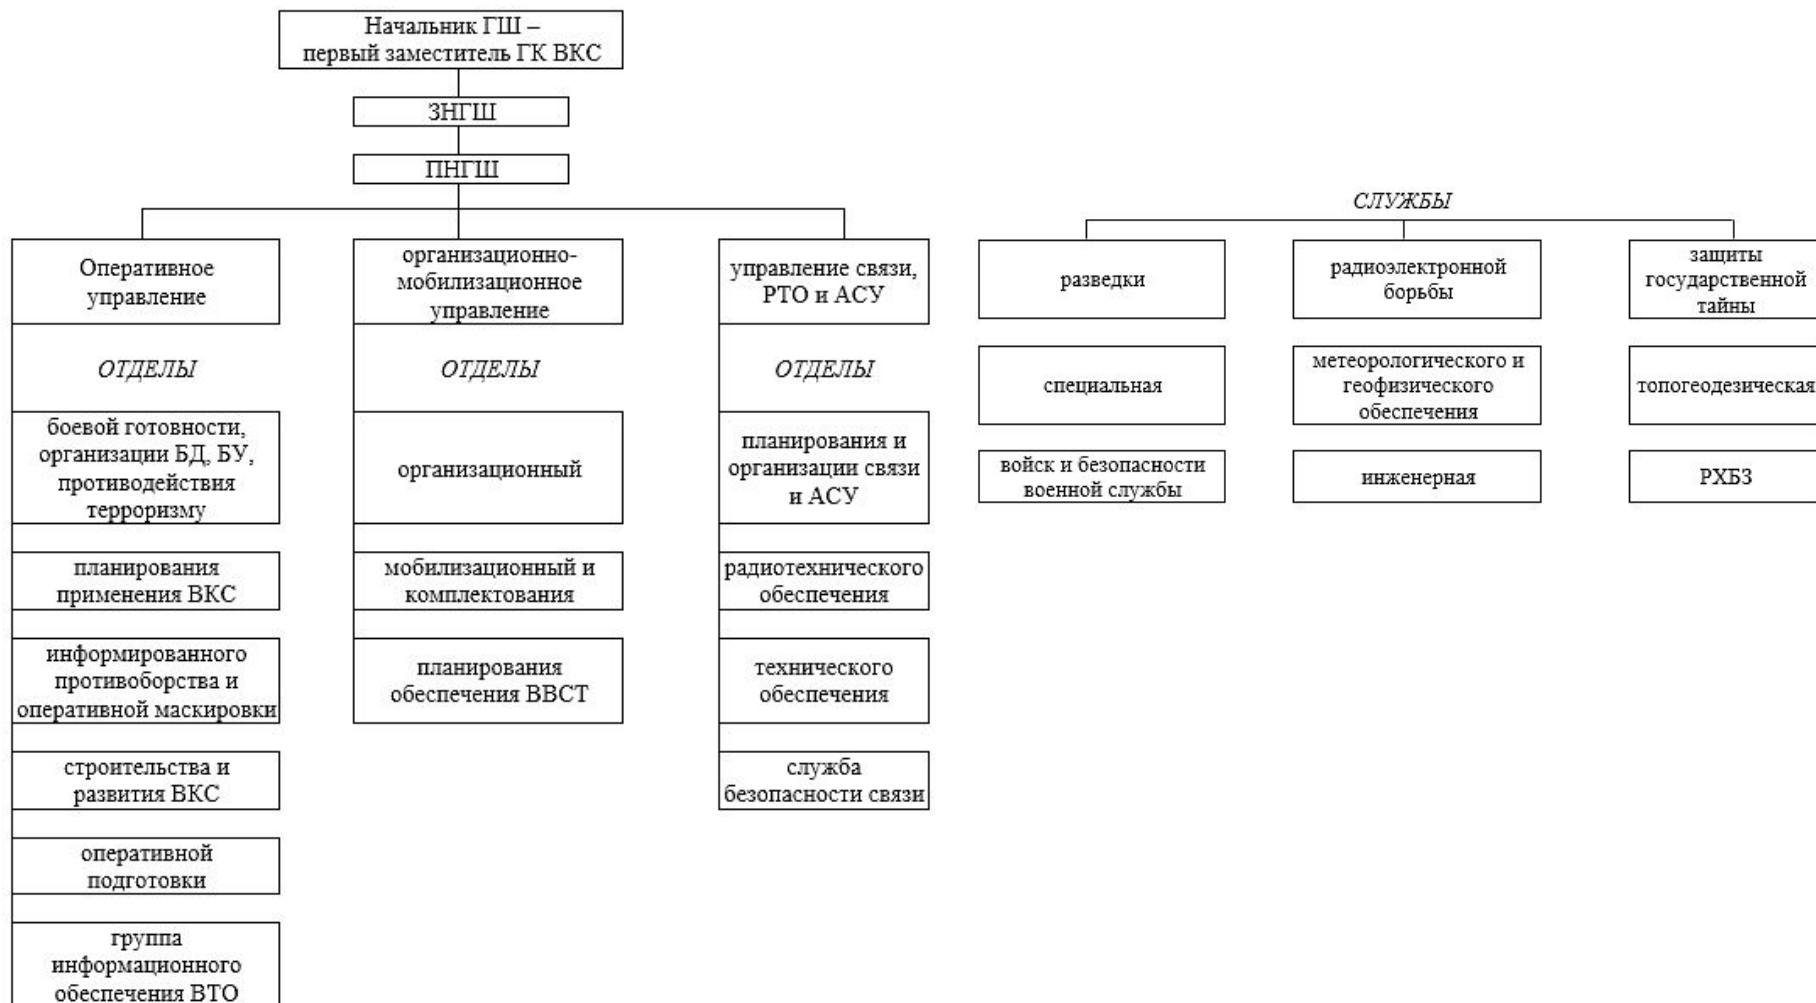 Начальник ГШ –
первый заместитель ГК ВКС
ЗНГШ
ПНГШ
Оперативное
управление
ОТДЕЛЫ
боевой готовности,
организации БД, БУ,
противодействия
терроризму
планирования
применения ВКС
информированного
противоборства и
оперативной маскировки
строительства и
развития ВКС
оперативной
подготовки
группа
информационного
обеспечения ВТО
организационно-
мобилизационное
управление
ОТДЕЛЫ
организационный
мобилизационный и
комплектования
планирования
обеспечения ВВСТ
управление связи,
РТО и АСУ
ОТДЕЛЫ
планирования и
организации связи
и АСУ
радиотехнического
обеспечения
технического
обеспечения
служба
безопасности связи
СЛУЖБЫ
разведки
радиоэлектронной
борьбы
защиты
государственной
тайны
специальная
метеорологического и
геофизического
обеспечения
топогеодезическая
войск и безопасности
военной службы
инженерная
РХБЗ